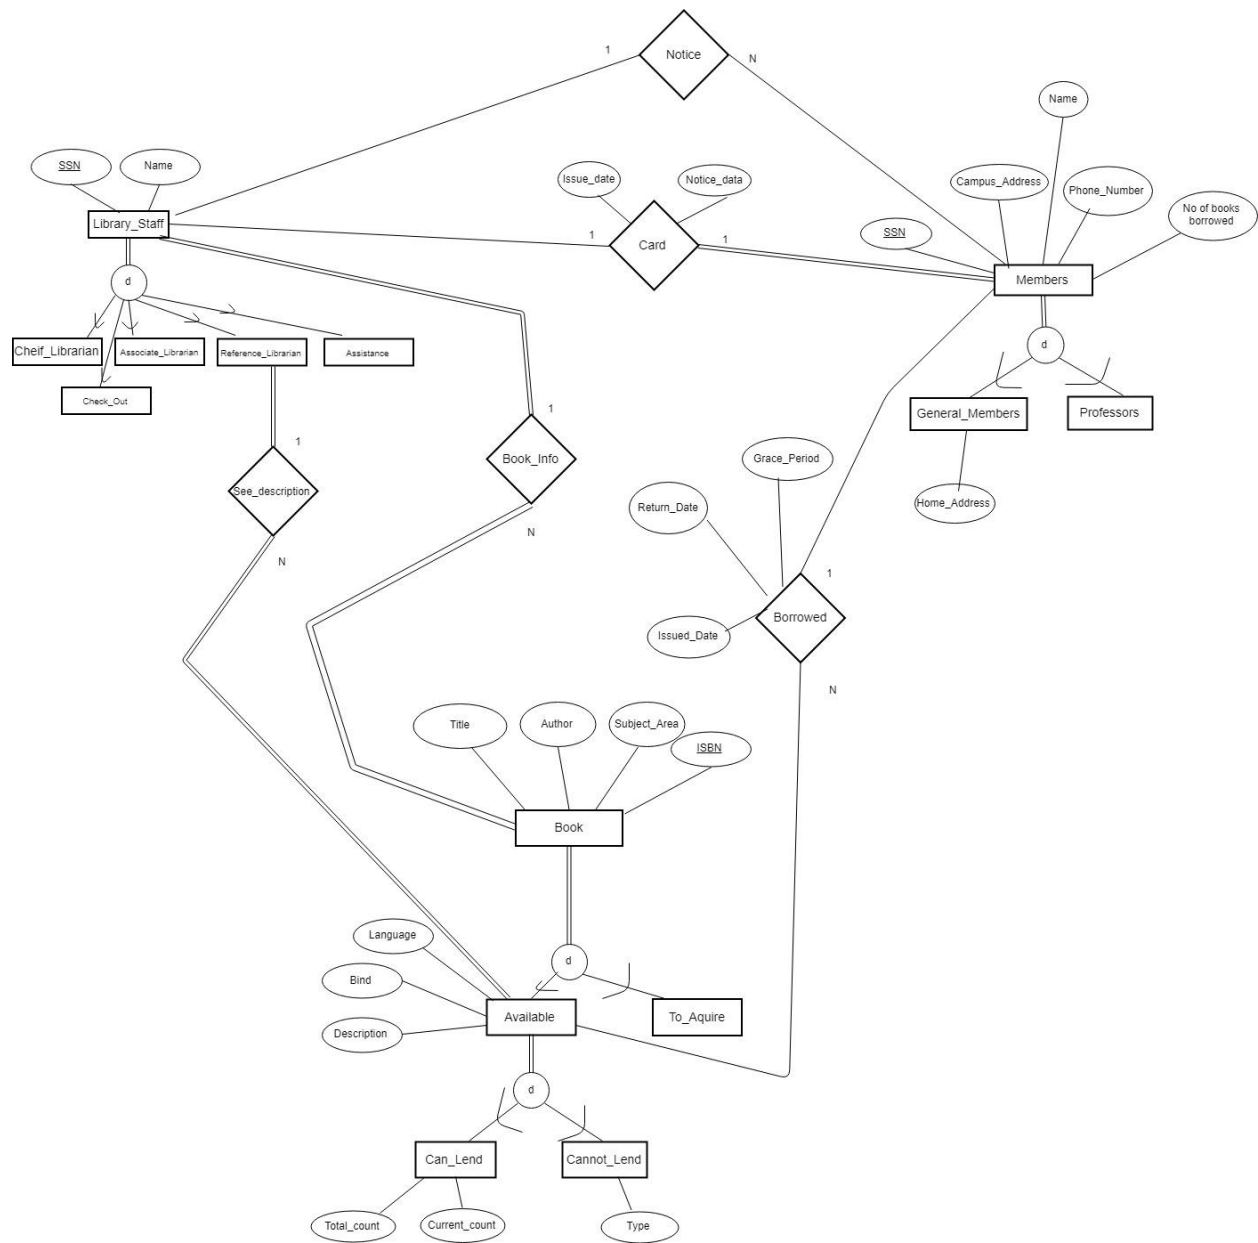 Notice
1
N
Name
SSN
Name
Issue_date
Notice_data
Campus_Address
Phone_Number
No of books
borrowed
Library_Staff
1
Card
1
SSN
Members
d
Cheif_Librarian
Associate_Librarian
Reference_Librarian
Assistance
d
Check_Out
General_Members
Professors
1
1
See_description
Book_Info
Grace_Period
Home_Address
Return_Date
N
N
1
Borrowed
Issued_Date
N
Title
Author
Subject_Area
ISBN
Book
Language
d
Bind
Available
To_Aquire
Description
d
Can_Lend
Cannot_Lend
Total_count
Current_count
Type